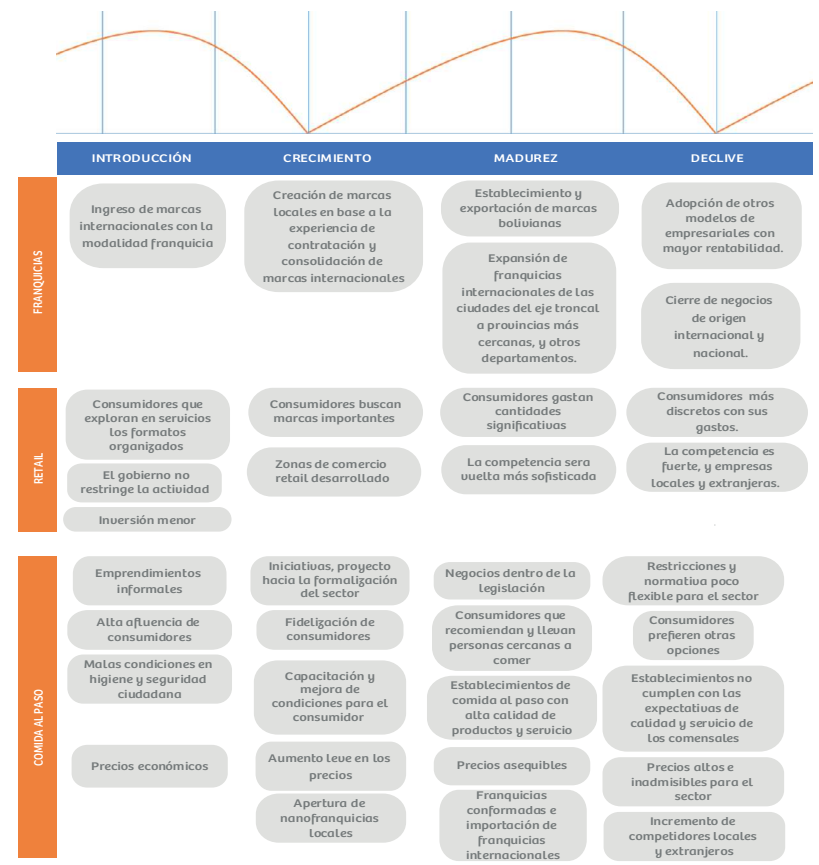 INTRODUCCIÓN
CRECIMIENTO
MADUREZ
DECLIVE
FRANQUICIAS
Ingreso de marcas
internacionales con la
modalidad franquicia
Creación de marcas
locales en base a la
experiencia de
contratación y
consolidación de
marcas internacionales
Establecimiento y
exportación de marcas
bolivianas
Expansión de
franquicias
internacionales de las
ciudades del eje troncal
a provincias más
cercanas, y otros
departamentos.
Adopción de otros
modelos de
empresariales con
mayor rentabilidad.
Cierre de negocios
de origen
internacional y
nacional.
RETAIL
Consumidores que
exploran en servicios
los formatos
organizados
El gobierno no
restringe la actividad
Inversión menor
Consumidores buscan
marcas importantes
Zonas de comercio
retail desarrollado
Consumidores gastan
cantidades
significativas
La competencia sera
vuelta más sofisticada
Consumidores más
discretos con sus
gastos.
La competencia es
fuerte, y empresas
locales y extranjeras.
COMIDA AL PASO
Emprendimientos
informales
Alta afluencia de
consumidores
Malas condiciones en
higiene y seguridad
ciudadana
Precios económicos
Iniciativas, proyecto
hacia la formalización
del sector
Fidelización de
consumidores
Capacitación y
mejora de
condiciones para el
consumidor
Aumento leve en los
precios
Apertura de
nanofranquicias
locales
Negocios dentro de la
legislación
Consumidores que
recomiendan y llevan
personas cercanas a
comer
Establecimientos de
comida al paso con
alta calidad de
productos y servicio
Precios asequibles
Franquicias
conformadas e
importación de
franquicias
internacionales
Restricciones y
normativa poco
flexible para el sector
Consumidores
prefieren otras
opciones
Establecimientos no
cumplen con las
expectativas de
calidad y servicio de
los comensales
Precios altos e
inadmisibles para el
sector
Incremento de
competidores locales
y extranjeros